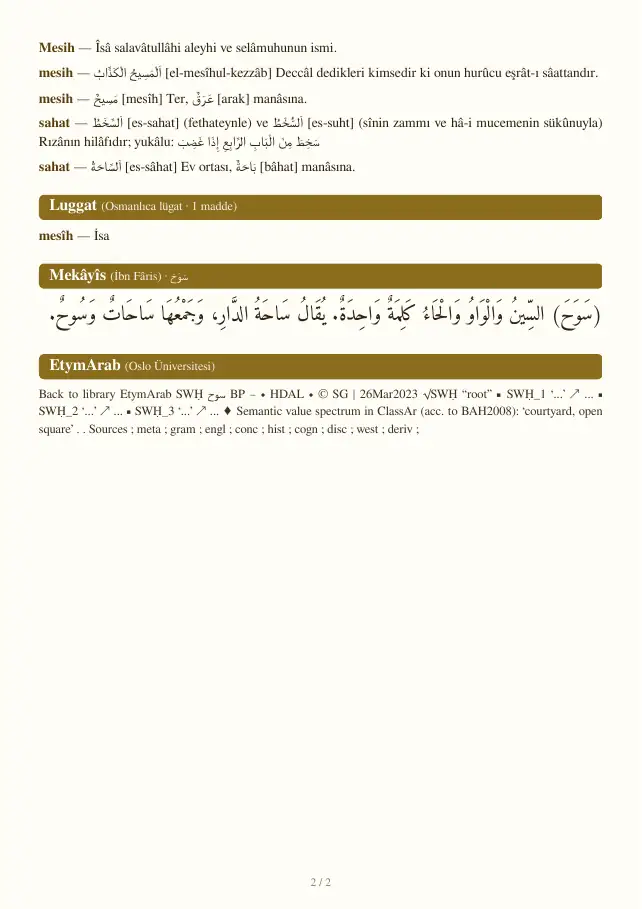 Mesih — Îsâ salavâtullâhi aleyhi ve selâmuhunun ismi.
mesih — اَلْمَسِيحُ الْكَذَّابُ [el-mesîhul-kezzâb] Deccâl dedikleri kimsedir ki onun hurûcu eşrât-ı sâattandır.
mesih — مَسِيحٌ [mesîh] Ter, عَرَقٌ [arak] manâsına.
sahat — اَلسَّخَطُ [es-sahat] (fethateynle) ve اَلسُّخْطُ [es-suht] (sînin zammı ve hâ-i mucemenin sükûnuyla)
Rızânın hilâfıdır; yukâlu: سَخِطَ مِنَ الْبَابِ الرَّابِعِ إِذَا غَضِبَ
sahat — اَلسَّاحَةُ [es-sâhat] Ev ortası, بَاحَةٌ [bâhat] manâsına.
Luggat (Osmanlıca lügat · 1 madde)
mesîh — İsa
Mekâyîs (İbn Fâris) · سَوَحَ
(سَوَحَ) السِّينُ وَالْوَاوُ وَالْحَاءُ كَلِمَةٌ وَاحِدَةٌ. يُقَالُ سَاحَةُ الدَّارِ، وَجَمْعُهَا سَاحَاتٌ وَسُوحٌ.
EtymArab (Oslo Üniversitesi)
Back to library EtymArab SWḤ سوح BP – • HDAL • © SG | 26Mar2023 √SWḤ “root” ▪ SWḤ_1 ‘...’ ↗ ... ▪
SWḤ_2 ‘...’ ↗ ... ▪ SWḤ_3 ‘...’ ↗ ... ♦ Semantic value spectrum in ClassAr (acc. to BAH2008): ‘courtyard, open
square’ . . Sources ; meta ; gram ; engl ; conc ; hist ; cogn ; disc ; west ; deriv ;
2 / 2